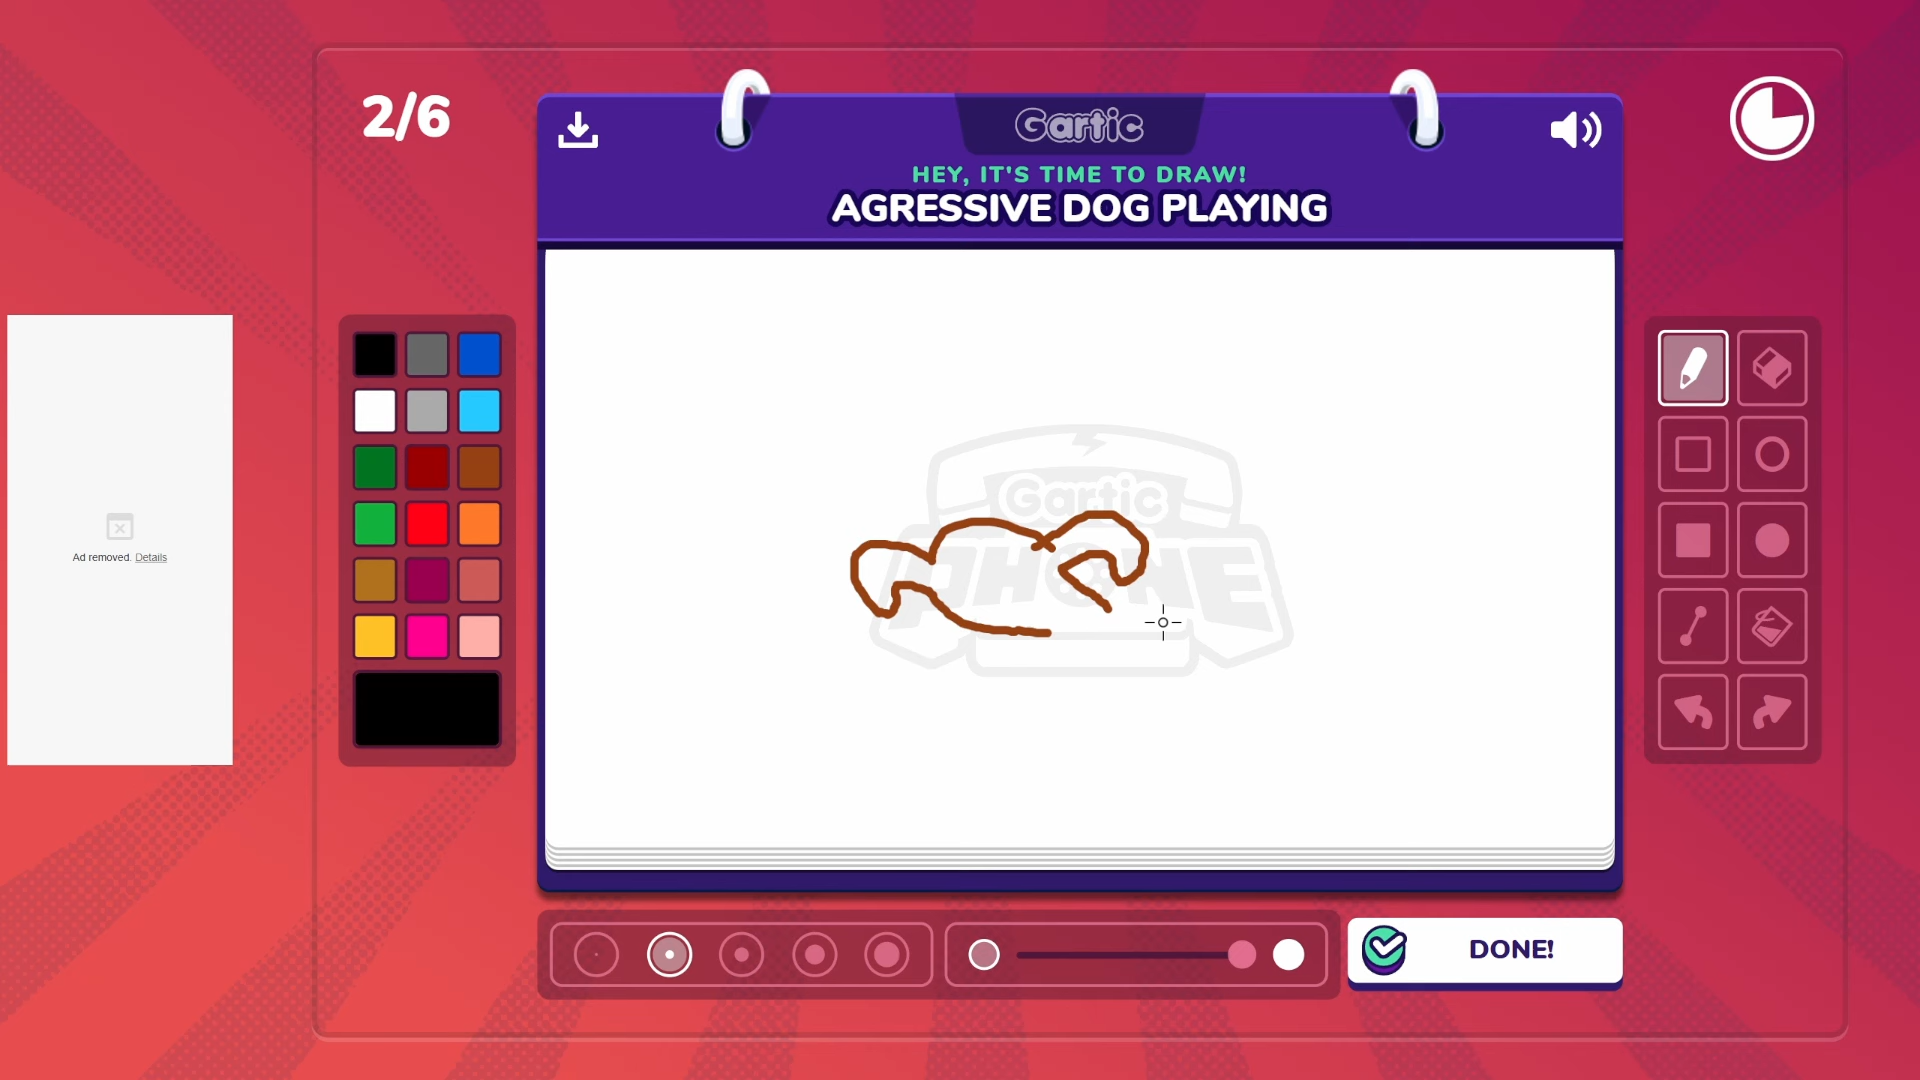 2/6
Gartic
HEY, IT'S TIME TO DRAW!
AGRESSIVE DOG PLAYING
Gartic
PHONE
Ad removed. Details
DONE!